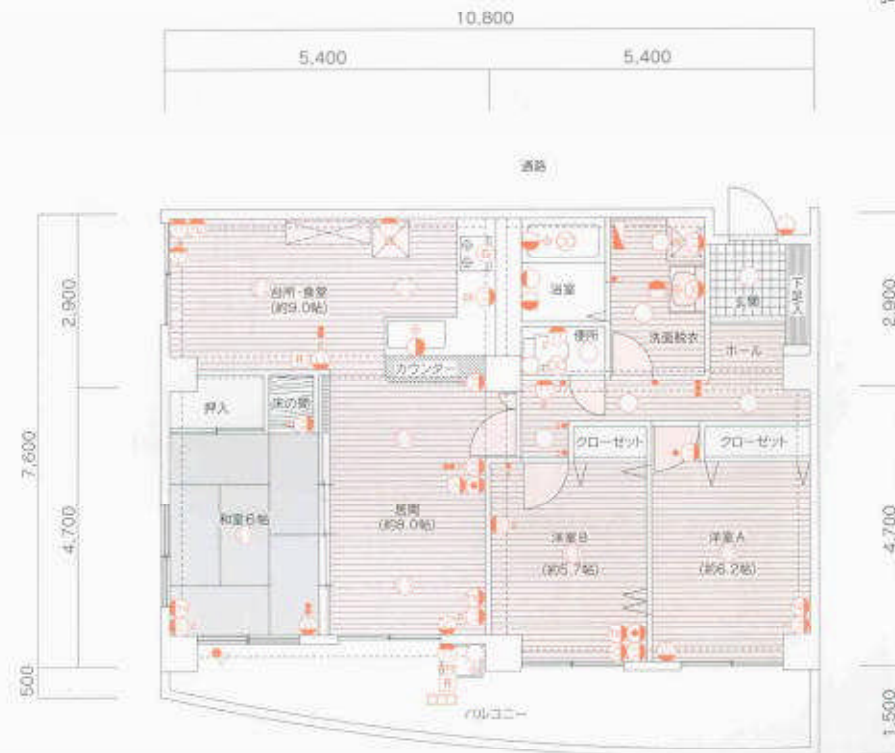 10,800
5,400
5,400
通路
2,900
2,900
台所・食堂
(約9.0帖)
浴室
便所
洗面脱衣
玄関
下足入
ホール
カウンター
押入
床の間
クローゼット
クローゼット
7,600
4,700
4,700
和室6帖
居間
(約8.0帖)
洋室B
(約5.7帖)
洋室A
(約6.2帖)
500
1,500
バルコニー